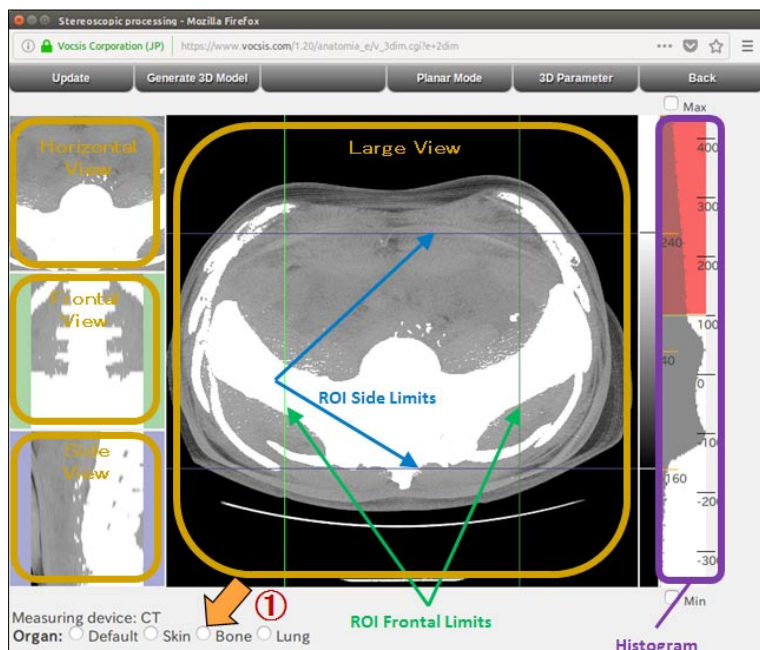 Stereoscopic processing - Mozilla Firefox
Vocsis Corporation (JP) https://www.vocsis.com/1.20/anatomia_e/v_3dim.cgi?e+2dim
Update Generate 3D Model Planar Mode 3D Parameter Back
Max
Horizontal
View
Large View
400
300
240
200
Frontal
View
100
40
0
ROI Side Limits
Side
View
-100
-160
-200
-300
①
Min
Measuring device: CT
ROI Frontal Limits
Organ: Default Skin Bone Lung
Histogram